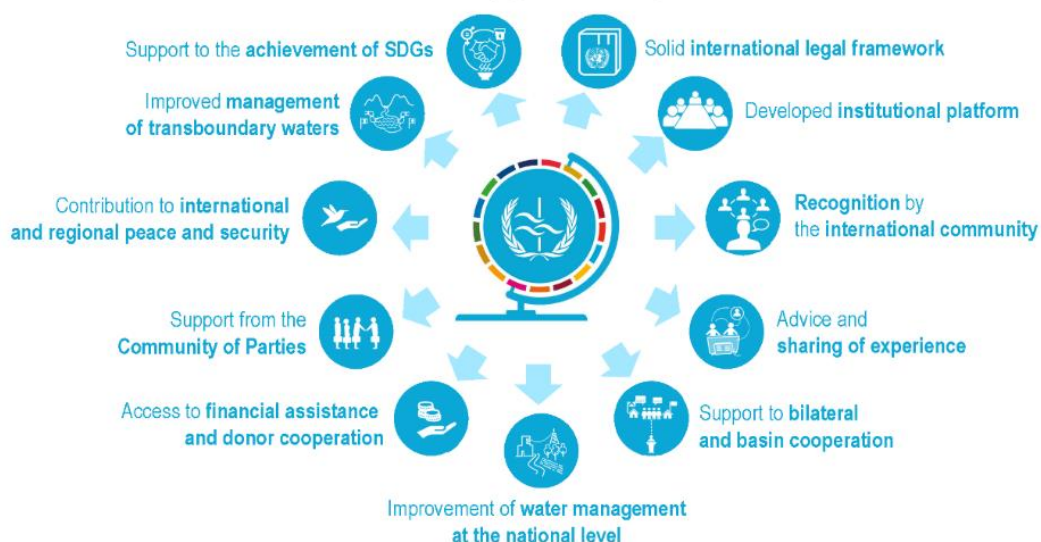 Support to the achievement of SDGs
Solid international legal framework
Improved management
of transboundary waters
Developed institutional platform
Contribution to international
and regional peace and security
Recognition by
the international community
Support from the
Community of Parties
Advice and
sharing of experience
Access to financial assistance
and donor cooperation
Support to bilateral
and basin cooperation
Improvement of water management
at the national level